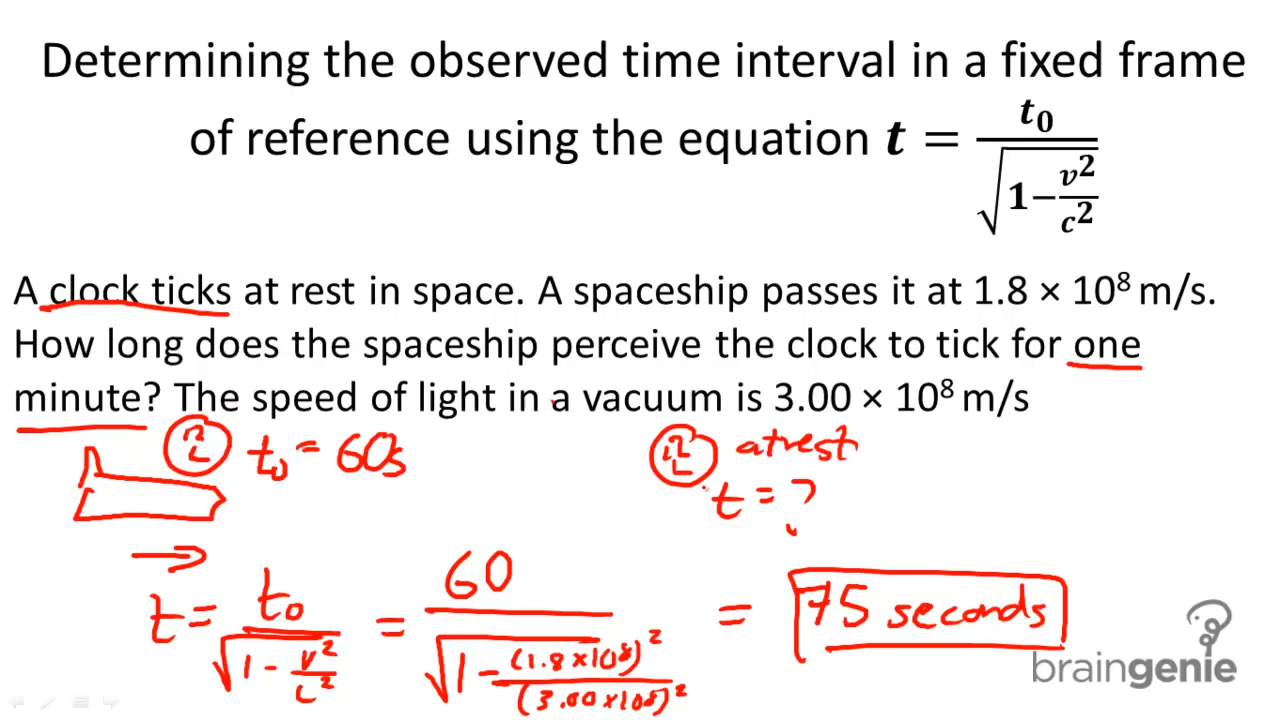 Determining the observed time interval in a fixed frame
of reference using the equation t = t₀ / √(1−v²/c²)
A clock ticks at rest in space. A spaceship passes it at 1.8 × 10⁸ m/s.
How long does the spaceship perceive the clock to tick for one
minute? The speed of light in a vacuum is 3.00 × 10⁸ m/s
t₀ = 60s
at rest
t = ?
t = t₀ / √(1 - v²/c²) = 60 / √(1 - (1.8 × 10⁸)² / (3.00 × 10⁸)²) = 75 seconds
braingenie